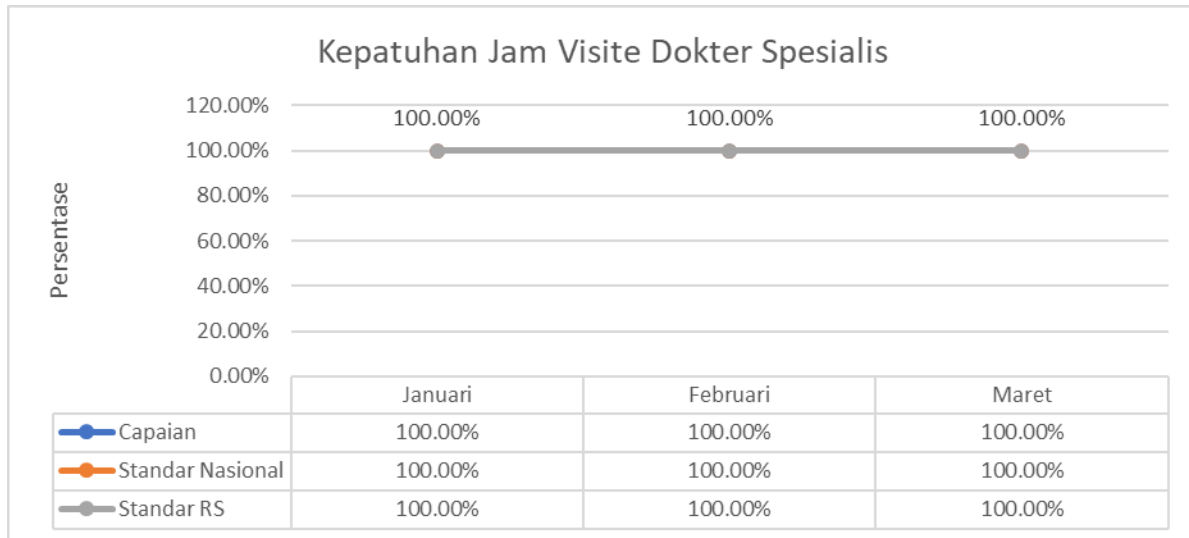 Kepatuhan Jam Visite Dokter Spesialis
Persentase
120.00%
100.00%
80.00%
60.00%
40.00%
20.00%
0.00%
100.00% 100.00% 100.00%
Januari Februari Maret
Capaian 100.00% 100.00% 100.00%
Standar Nasional 100.00% 100.00% 100.00%
Standar RS 100.00% 100.00% 100.00%